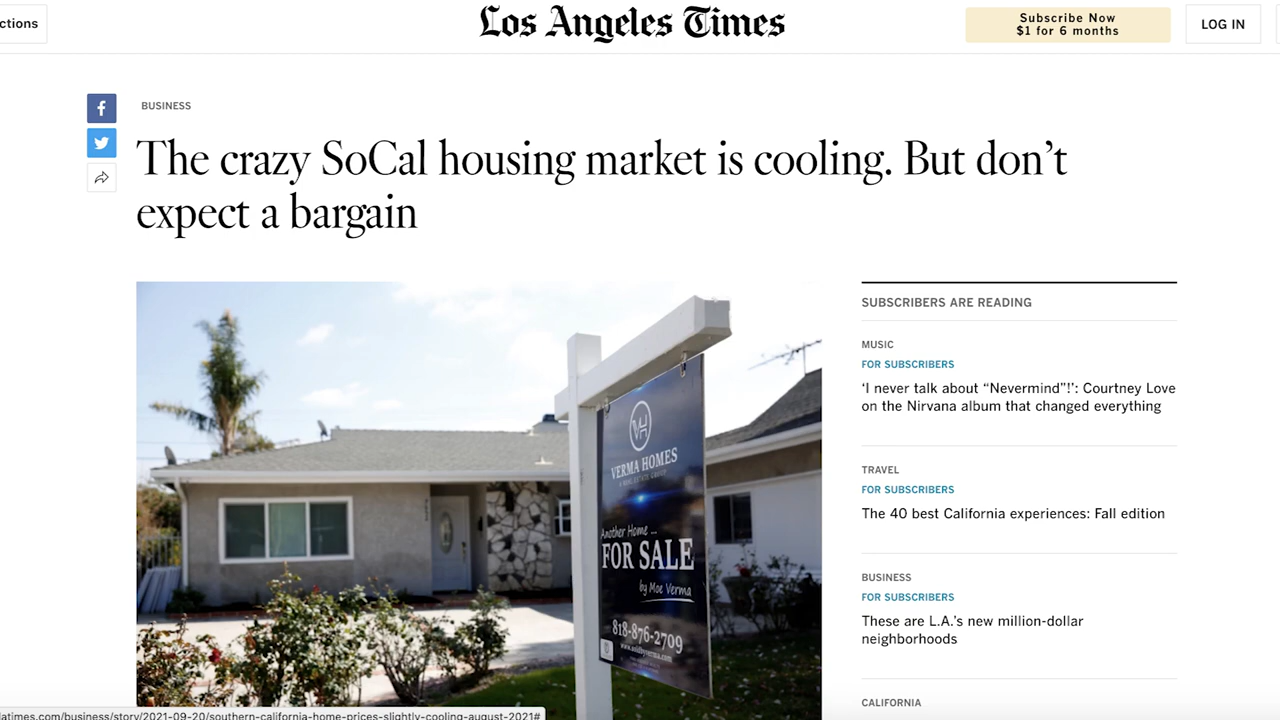 ctions
Los Angeles Times
Subscribe Now
$1 for 6 months
LOG IN
BUSINESS
The crazy SoCal housing market is cooling. But don’t
expect a bargain
VH
VERMA HOMES
Another Home ...
FOR SALE
by Moe Verma
818-876-2709
SUBSCRIBERS ARE READING
MUSIC
FOR SUBSCRIBERS
‘I never talk about “Nevermind”!’: Courtney Love
on the Nirvana album that changed everything
TRAVEL
FOR SUBSCRIBERS
The 40 best California experiences: Fall edition
BUSINESS
FOR SUBSCRIBERS
These are L.A.’s new million-dollar
neighborhoods
CALIFORNIA
latimes.com/business/story/2021-09-20/southern-california-home-prices-slightly-cooling-august-2021#